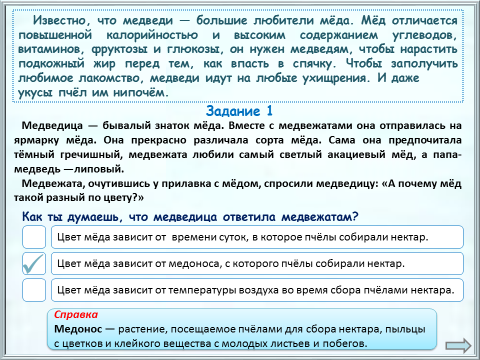 Известно, что медведи — большие любители мёда. Мёд отличается
повышенной калорийностью и высоким содержанием углеводов,
витаминов, фруктозы и глюкозы, он нужен медведям, чтобы нарастить
подкожный жир перед тем, как впасть в спячку. Чтобы заполучить
любимое лакомство, медведи идут на любые ухищрения. И даже
укусы пчёл им нипочём.
Задание 1
Медведица — бывалый знаток мёда. Вместе с медвежатами она отправилась на
ярмарку мёда. Она прекрасно различала сорта мёда. Сама она предпочитала
тёмный гречишный, медвежата любили самый светлый акациевый мёд, а папа-
медведь —липовый.
Медвежата, очутившись у прилавка с мёдом, спросили медведицу: «А почему мёд
такой разный по цвету?»
Как ты думаешь, что медведица ответила медвежатам?
Цвет мёда зависит от времени суток, в которое пчёлы собирали нектар.
Цвет мёда зависит от медоноса, с которого пчёлы собирали нектар.
Цвет мёда зависит от температуры воздуха во время сбора пчёлами нектара.
Справка
Медонос — растение, посещаемое пчёлами для сбора нектара, пыльцы
с цветков и клейкого вещества с молодых листьев и побегов.